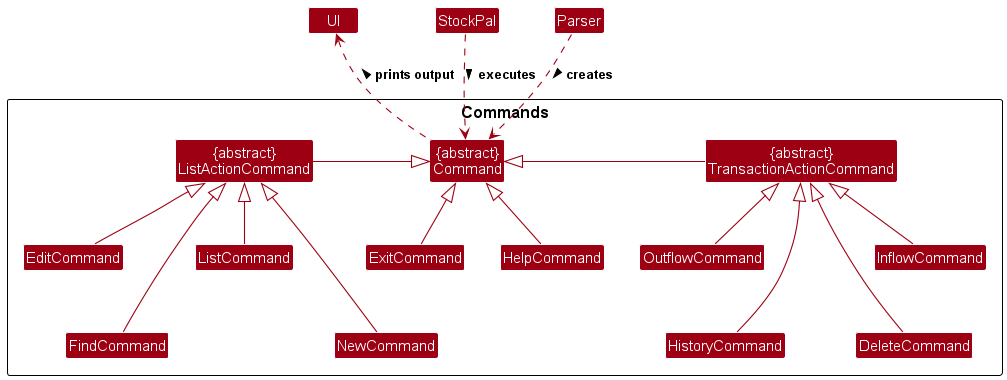 UI
StockPal
Parser
prints output
executes
creates
Commands
{abstract}
ListActionCommand
{abstract}
Command
{abstract}
TransactionActionCommand
EditCommand
ListCommand
ExitCommand
HelpCommand
OutflowCommand
InflowCommand
FindCommand
NewCommand
HistoryCommand
DeleteCommand